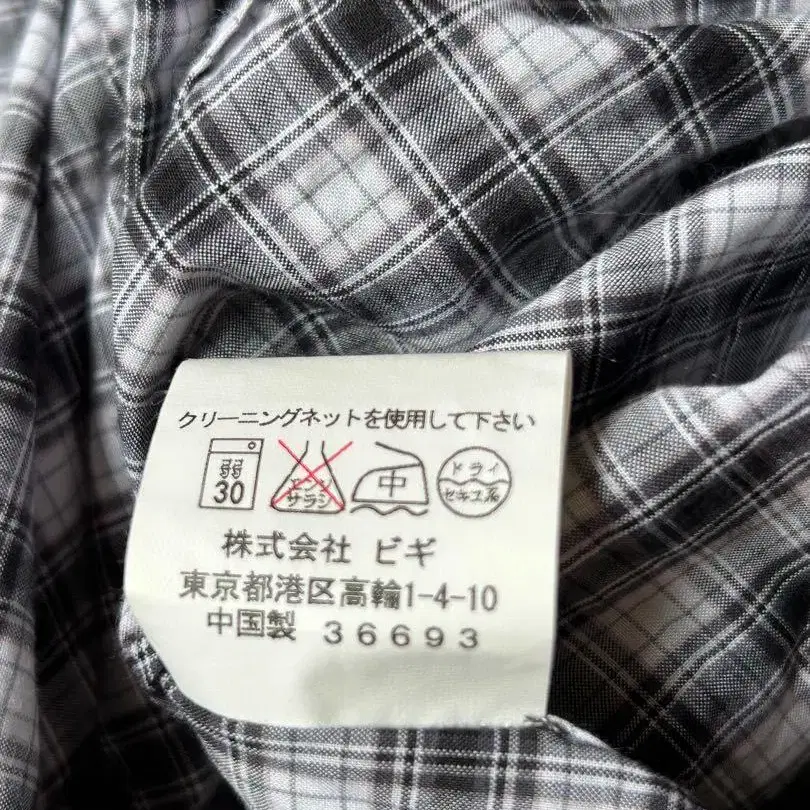 クリーニングネットを使用して下さい
弱 エンソ 中 ドライ
30 サラシ セキユ系
株式会社 ビギ
東京都港区高輪1-4-10
中国製 36693